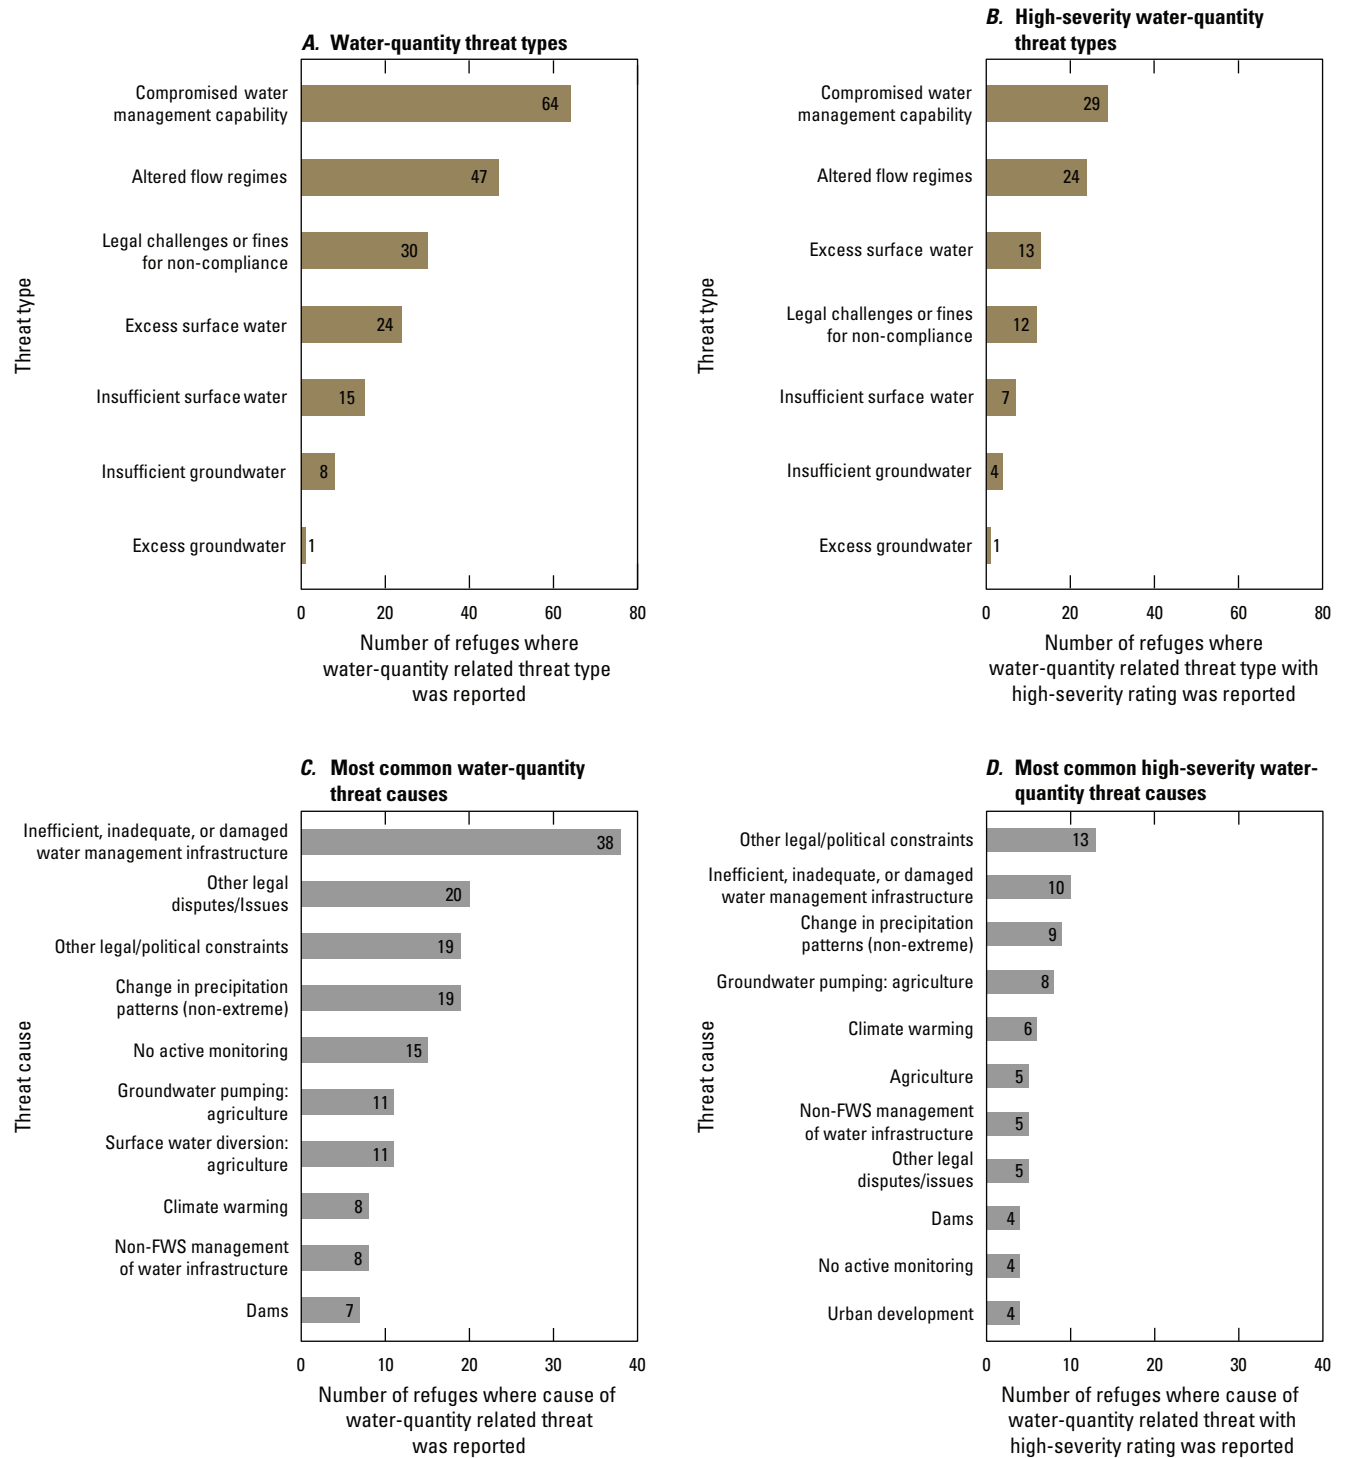 A. Water-quantity threat types
Threat type
Compromised water
management capability
64
Altered flow regimes
47
Legal challenges or fines
for non-compliance
30
Excess surface water
24
Insufficient surface water
15
Insufficient groundwater
8
Excess groundwater
1
0 20 40 60 80
Number of refuges where
water-quantity related threat type
was reported
B. High-severity water-quantity
threat types
Threat type
Compromised water
management capability
29
Altered flow regimes
24
Excess surface water
13
Legal challenges or fines
for non-compliance
12
Insufficient surface water
7
Insufficient groundwater
4
Excess groundwater
1
0 20 40 60 80
Number of refuges where
water-quantity related threat type with
high-severity rating was reported
C. Most common water-quantity
threat causes
Threat cause
Inefficient, inadequate, or damaged
water management infrastructure
38
Other legal
disputes/Issues
20
Other legal/political constraints
19
Change in precipitation
patterns (non-extreme)
19
No active monitoring
15
Groundwater pumping:
agriculture
11
Surface water diversion:
agriculture
11
Climate warming
8
Non-FWS management
of water infrastructure
8
Dams
7
0 10 20 30 40
Number of refuges where cause of
water-quantity related threat
was reported
D. Most common high-severity water-
quantity threat causes
Threat cause
Other legal/political constraints
13
Inefficient, inadequate, or damaged
water management infrastructure
10
Change in precipitation
patterns (non-extreme)
9
Groundwater pumping: agriculture
8
Climate warming
6
Agriculture
5
Non-FWS management
of water infrastructure
5
Other legal
disputes/issues
5
Dams
4
No active monitoring
4
Urban development
4
0 10 20 30 40
Number of refuges where cause of
water-quantity related threat with
high-severity rating was reported